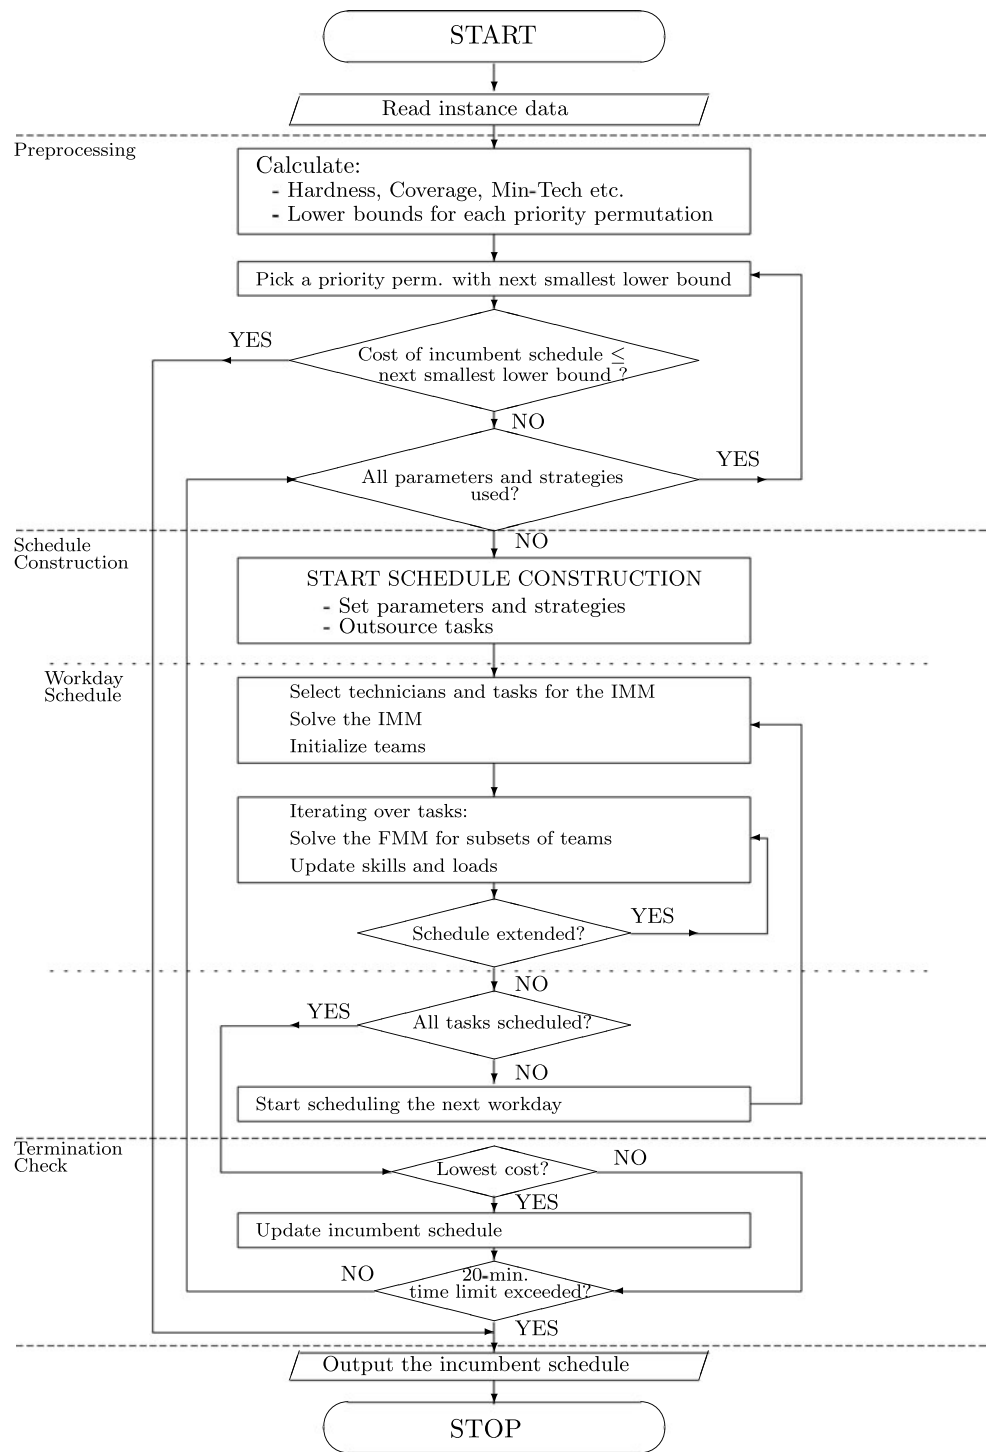 START
Read instance data
Preprocessing
Calculate:
- Hardness, Coverage, Min-Tech etc.
- Lower bounds for each priority permutation
Pick a priority perm. with next smallest lower bound
YES
Cost of incumbent schedule ≤
next smallest lower bound ?
NO
YES
All parameters and strategies
used?
NO
Schedule
Construction
START SCHEDULE CONSTRUCTION
- Set parameters and strategies
- Outsource tasks
Workday
Schedule
Select technicians and tasks for the IMM
Solve the IMM
Initialize teams
Iterating over tasks:
Solve the FMM for subsets of teams
Update skills and loads
YES
Schedule extended?
NO
YES
All tasks scheduled?
NO
Start scheduling the next workday
Termination
Check
Lowest cost?
NO
YES
Update incumbent schedule
NO
20-min.
time limit exceeded?
YES
Output the incumbent schedule
STOP